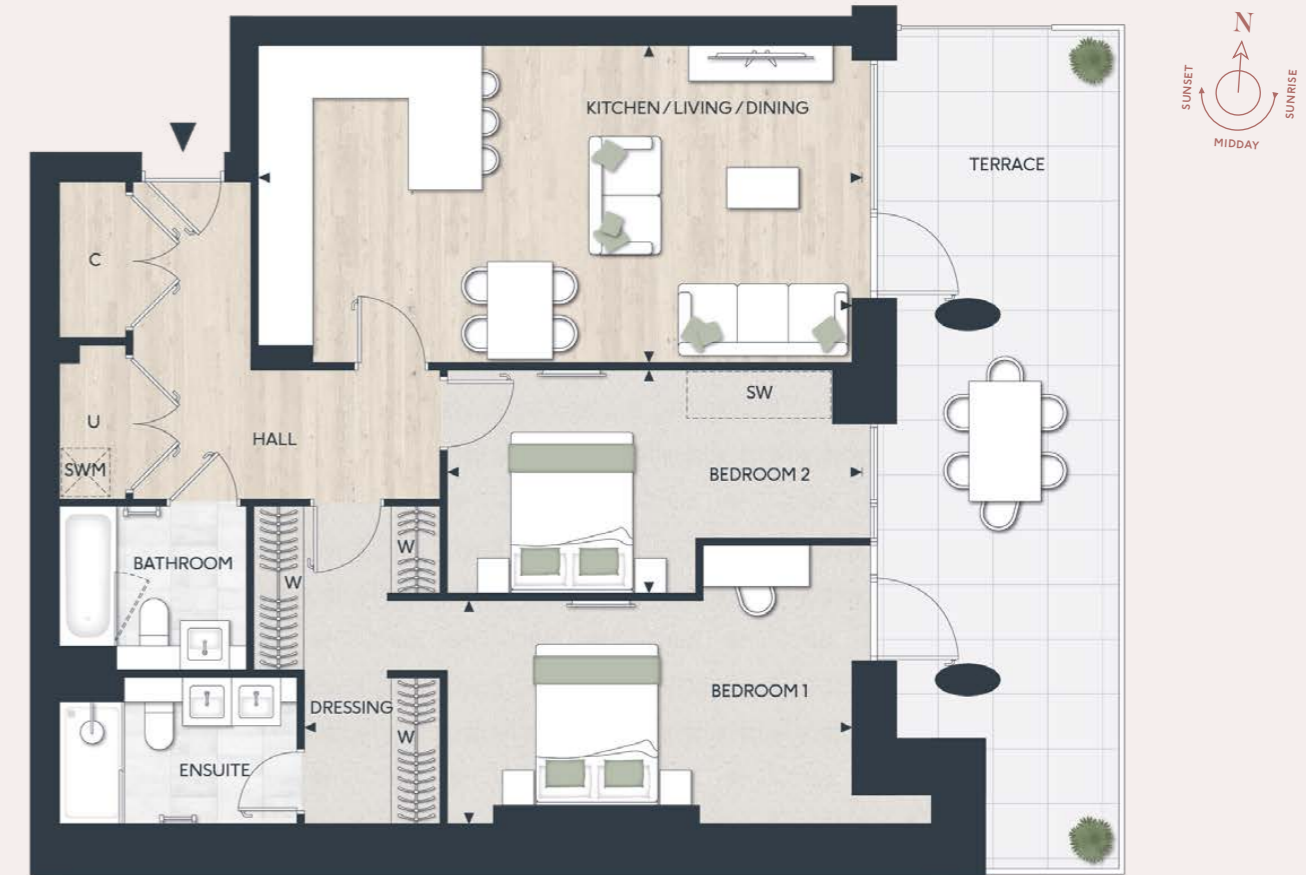 N
SUNSET
SUNRISE
MIDDAY
KITCHEN / LIVING / DINING
TERRACE
C
SW
U
HALL
SWM
BEDROOM 2
W
BATHROOM
W
BEDROOM 1
DRESSING
W
ENSUITE